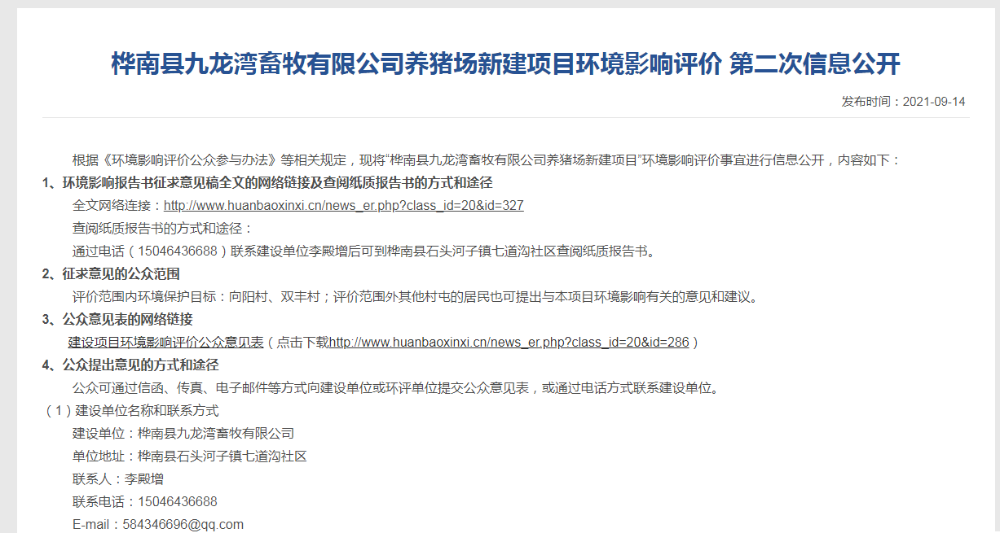 桦南县九龙湾畜牧有限公司养猪场新建项目环境影响评价 第二次信息公开
发布时间：2021-09-14
根据《环境影响评价公众参与办法》等相关规定，现将“桦南县九龙湾畜牧有限公司养猪场新建项目”环境影响评价事宜进行信息公开，内容如下：
1、环境影响报告书征求意见稿全文的网络链接及查阅纸质报告书的方式和途径
全文网络连接：http://www.huanbaoxinxi.cn/news_er.php?class_id=20&id=327
查阅纸质报告书的方式和途径：
通过电话（15046436688）联系建设单位李殿增后可到桦南县石头河子镇七道沟社区查阅纸质报告书。
2、征求意见的公众范围
评价范围内环境保护目标：向阳村、双丰村；评价范围外其他村屯的居民也可提出与本项目环境影响有关的意见和建议。
3、公众意见表的网络链接
建设项目环境影响评价公众意见表（点击下载http://www.huanbaoxinxi.cn/news_er.php?class_id=20&id=286）
4、公众提出意见的方式和途径
公众可通过信函、传真、电子邮件等方式向建设单位或环评单位提交公众意见表，或通过电话方式联系建设单位。
（1）建设单位名称和联系方式
建设单位：桦南县九龙湾畜牧有限公司
单位地址：桦南县石头河子镇七道沟社区
联系人：李殿增
联系电话：15046436688
E-mail：584346696@qq.com